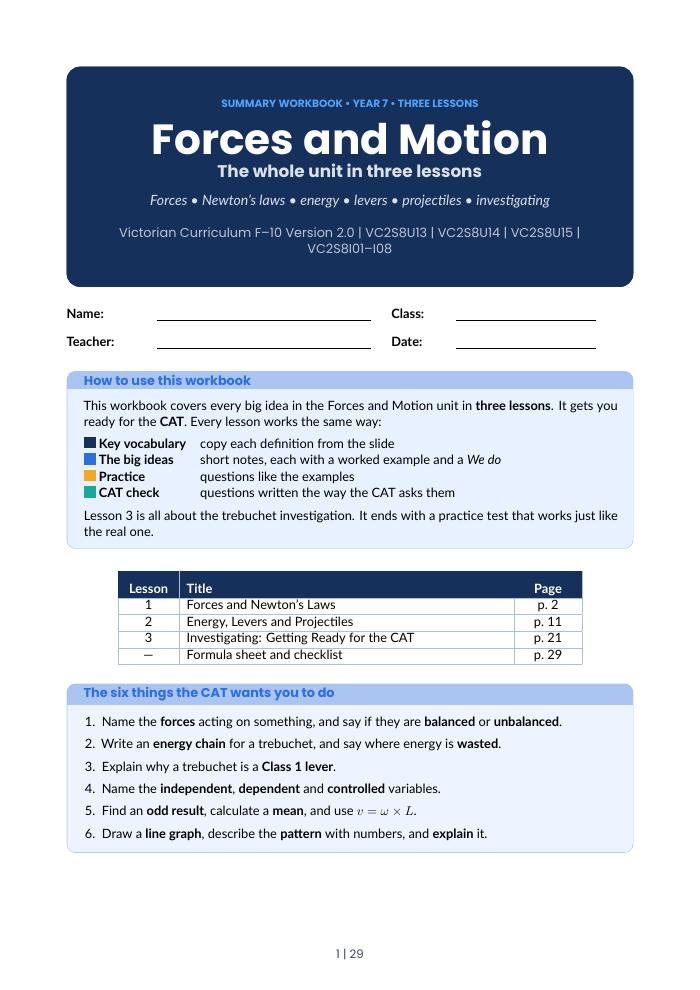 SUMMARY WORKBOOK • YEAR 7 • THREE LESSONS
Forces and Motion
The whole unit in three lessons
Forces • Newton's laws • energy • levers • projectiles • investigating
Victorian Curriculum F–10 Version 2.0 | VC2S8U13 | VC2S8U14 | VC2S8U15 |
VC2S8I01–I08
Name: Class:
Teacher: Date:
How to use this workbook
This workbook covers every big idea in the Forces and Motion unit in three lessons. It gets you
ready for the CAT. Every lesson works the same way:
Key vocabulary copy each definition from the slide
The big ideas short notes, each with a worked example and a We do
Practice questions like the examples
CAT check questions written the way the CAT asks them
Lesson 3 is all about the trebuchet investigation. It ends with a practice test that works just like
the real one.
Lesson Title Page
1 Forces and Newton's Laws p. 2
2 Energy, Levers and Projectiles p. 11
3 Investigating: Getting Ready for the CAT p. 21
— Formula sheet and checklist p. 29
The six things the CAT wants you to do
1. Name the forces acting on something, and say if they are balanced or unbalanced.
2. Write an energy chain for a trebuchet, and say where energy is wasted.
3. Explain why a trebuchet is a Class 1 lever.
4. Name the independent, dependent and controlled variables.
5. Find an odd result, calculate a mean, and use v = ω × L.
6. Draw a line graph, describe the pattern with numbers, and explain it.
1 | 29